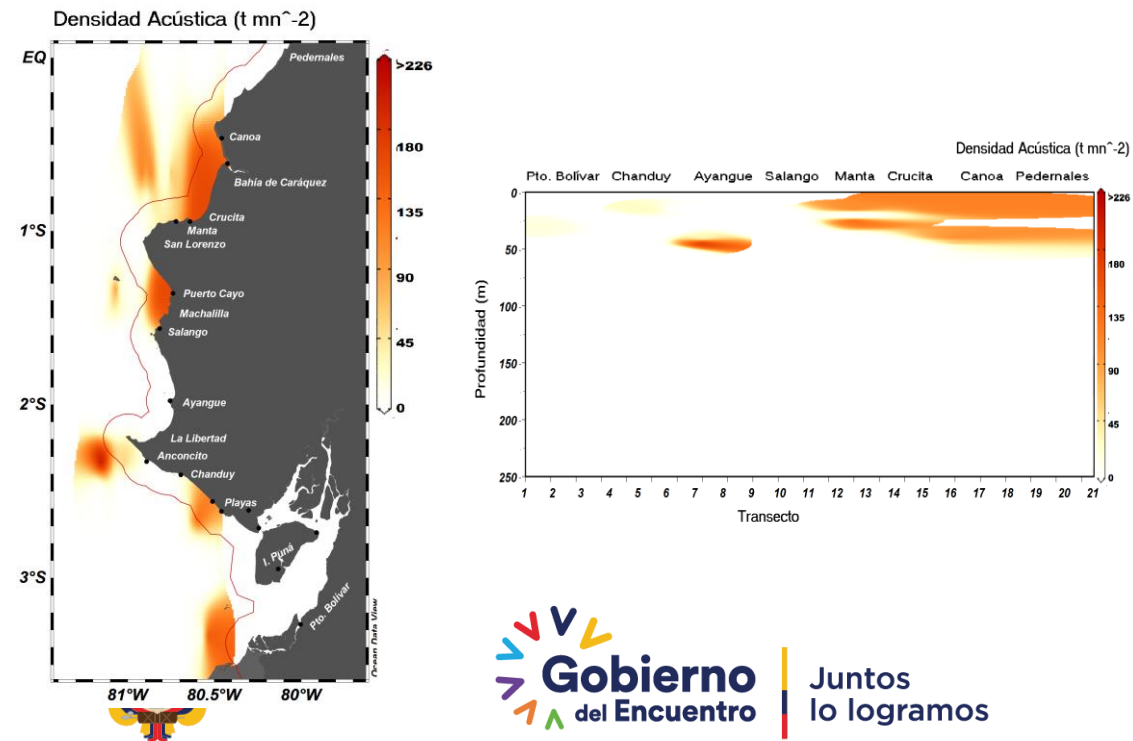 Densidad Acústica (t mn^-2)
EQ
1°S
2°S
3°S
81°W 80.5°W 80°W
Pedernales
Canoa
Bahía de Caráquez
Crucita
Manta
San Lorenzo
Puerto Cayo
Machalilla
Salango
Ayangue
La Libertad
Anconcito
Chanduy
Playas
I. Puná
Pto. Bolívar
Ocean Data View
>226
180
135
90
45
0
Densidad Acústica (t mn^-2)
Pto. Bolívar Chanduy Ayangue Salango Manta Crucita Canoa Pedernales
Profundidad (m)
0
50
100
150
200
250
1 2 3 4 5 6 7 8 9 10 11 12 13 14 15 16 17 18 19 20 21
Transecto
>226
180
135
90
45
0
Gobierno
del Encuentro
Juntos
lo logramos